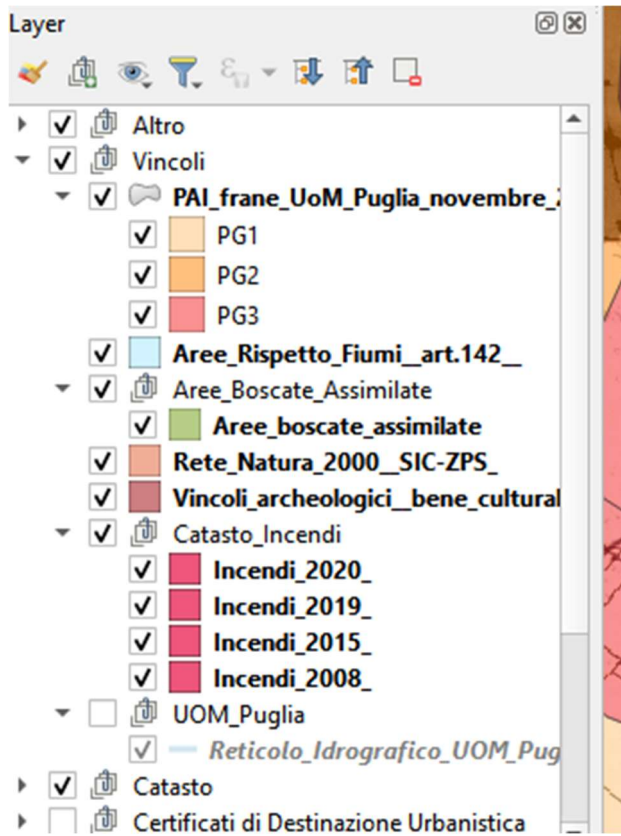 Layer
Altro
Vincoli
PAI_frane_UoM_Puglia_novembre_
PG1
PG2
PG3
Aree_Rispetto_Fiumi__art.142__
Aree_Boscate_Assimilate
Aree_boscate_assimilate
Rete_Natura_2000__SIC-ZPS_
Vincoli_archeologici__bene_cultural
Catasto_Incendi
Incendi_2020_
Incendi_2019_
Incendi_2015_
Incendi_2008_
UOM_Puglia
Reticolo_Idrografico_UOM_Pug
Catasto
Certificati di Destinazione Urbanistica